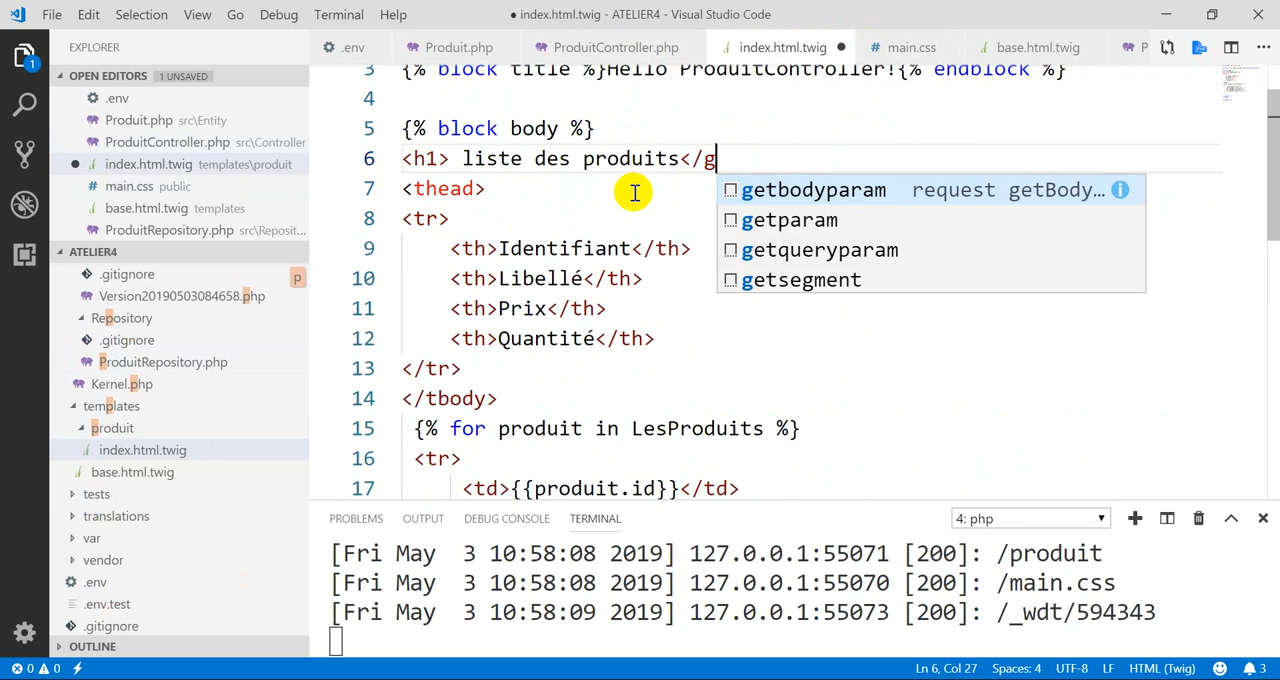 File Edit Selection View Go Debug Terminal Help ● index.html.twig - ATELIER4 - Visual Studio Code
EXPLORER
.env Produit.php ProduitController.php index.html.twig ● main.css base.html.twig P
OPEN EDITORS 1 UNSAVED
.env
Produit.php src\Entity
ProduitController.php src\Controller
● index.html.twig templates\produit
main.css public
base.html.twig templates
ProduitRepository.php src\Reposit...
ATELIER4
.gitignore
p
Version20190503084658.php
Repository
.gitignore
ProduitRepository.php
Kernel.php
templates
produit
index.html.twig
base.html.twig
tests
translations
var
vendor
.env
.env.test
.gitignore
OUTLINE
1
3 {% block title %}Hello ProduitController!{% endblock %}
4
5 {% block body %}
6 <h1> liste des produits</g
7 <thead>
8 <tr>
9 <th>Identifiant</th>
10 <th>Libellé</th>
11 <th>Prix</th>
12 <th>Quantité</th>
13 </tr>
14 </tbody>
15 {% for produit in LesProduits %}
16 <tr>
17 <td>{{produit.id}}</td>
getbodyparam request getBody...
getparam
getqueryparam
getsegment
PROBLEMS OUTPUT DEBUG CONSOLE TERMINAL 4: php
[Fri May  3 10:58:08 2019] 127.0.0.1:55071 [200]: /produit
[Fri May  3 10:58:08 2019] 127.0.0.1:55070 [200]: /main.css
[Fri May  3 10:58:09 2019] 127.0.0.1:55073 [200]: /_wdt/594343
0 0 Ln 6, Col 27 Spaces: 4 UTF-8 LF HTML (Twig) 3